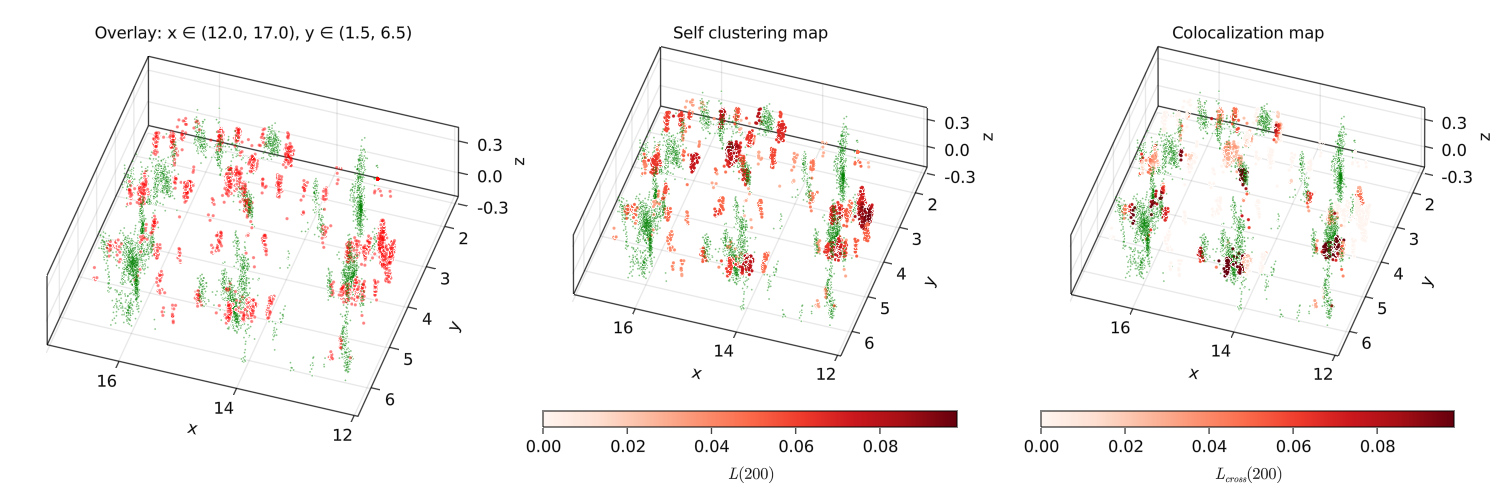 Overlay: x ∈ (12.0, 17.0), y ∈ (1.5, 6.5)
0.3
0.0
-0.3
z
2
3
4
5
6
y
16
14
12
x
Self clustering map
0.3
0.0
-0.3
z
2
3
4
5
6
y
16
14
12
x
0.00 0.02 0.04 0.06 0.08
L(200)
Colocalization map
0.3
0.0
-0.3
z
2
3
4
5
6
y
16
14
12
x
0.00 0.02 0.04 0.06 0.08
L_cross(200)